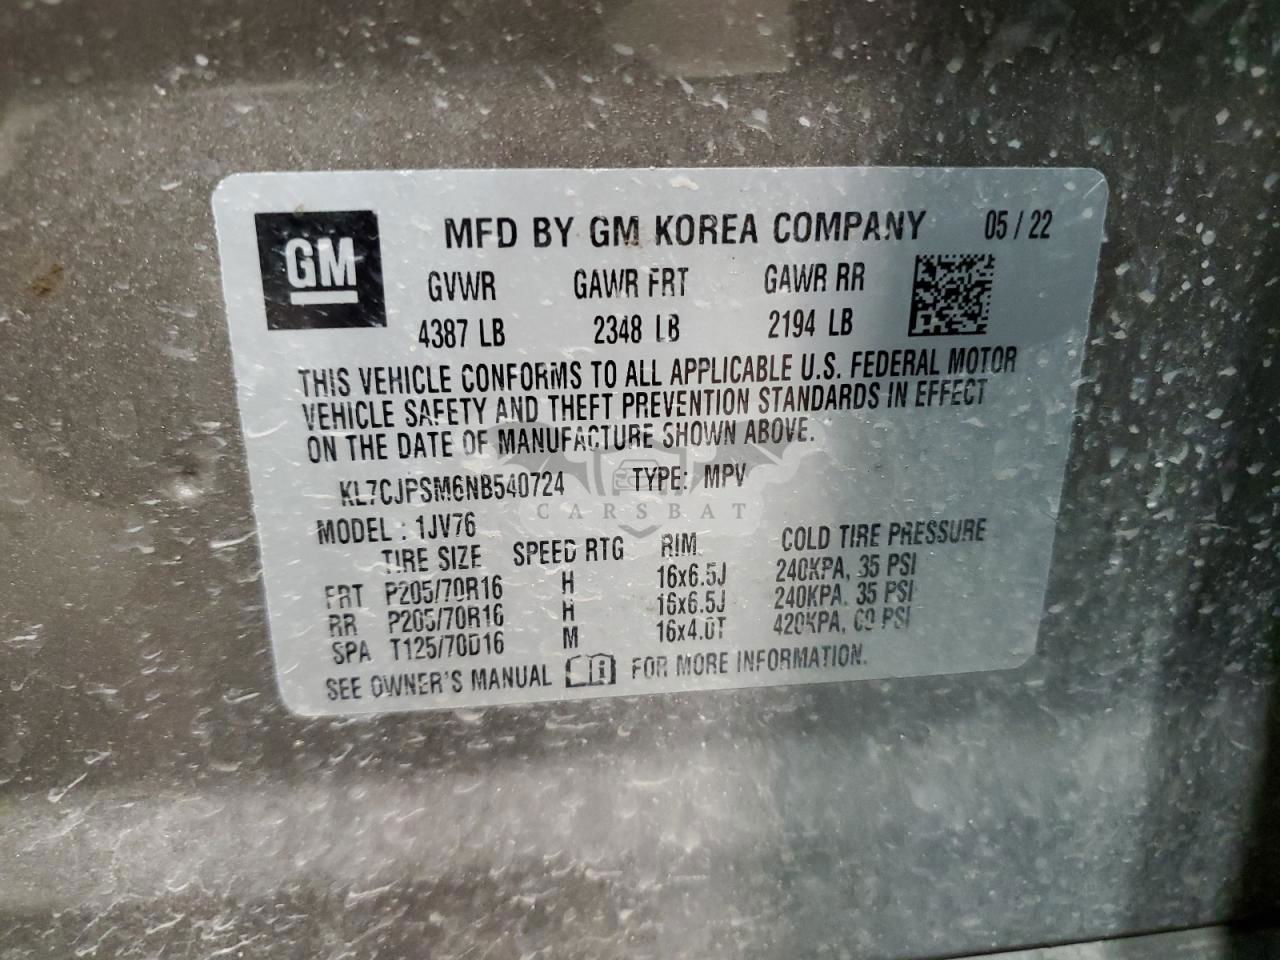 GM
MFD BY GM KOREA COMPANY 05 / 22
GVWR GAWR FRT GAWR RR
4387 LB 2348 LB 2194 LB
THIS VEHICLE CONFORMS TO ALL APPLICABLE U.S. FEDERAL MOTOR
VEHICLE SAFETY AND THEFT PREVENTION STANDARDS IN EFFECT
ON THE DATE OF MANUFACTURE SHOWN ABOVE.
KL7CJPSM6NB540724 TYPE: MPV
CARSBAT
MODEL : 1JV76
TIRE SIZE SPEED RTG RIM COLD TIRE PRESSURE
FRT P205/70R16 H 16x6.5J 240KPA, 35 PSI
RR P205/70R16 H 16x6.5J 240KPA, 35 PSI
SPA T125/70D16 M 16x4.0T 420KPA, 60 PSI
SEE OWNER'S MANUAL FOR MORE INFORMATION.